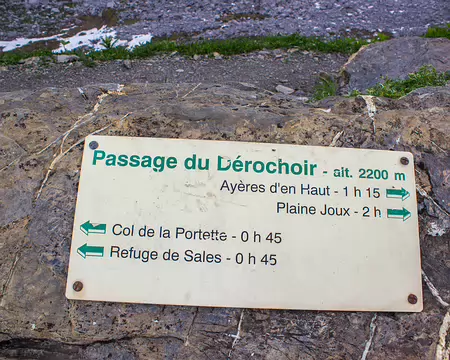 Passage du Dérochoir - alt. 2200 m
Ayères d'en Haut - 1 h 15
Plaine Joux - 2 h
Col de la Portette - 0 h 45
Refuge de Sales - 0 h 45